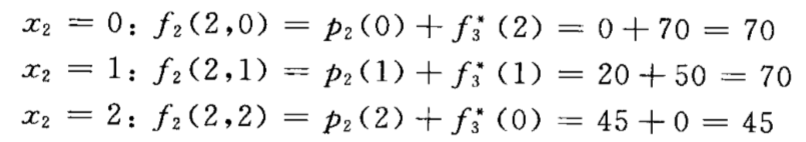 x₂ = 0: f₂(2,0) = p₂(0) + f₃*(2) = 0 + 70 = 70
x₂ = 1: f₂(2,1) = p₂(1) + f₃*(1) = 20 + 50 = 70
x₂ = 2: f₂(2,2) = p₂(2) + f₃*(0) = 45 + 0 = 45